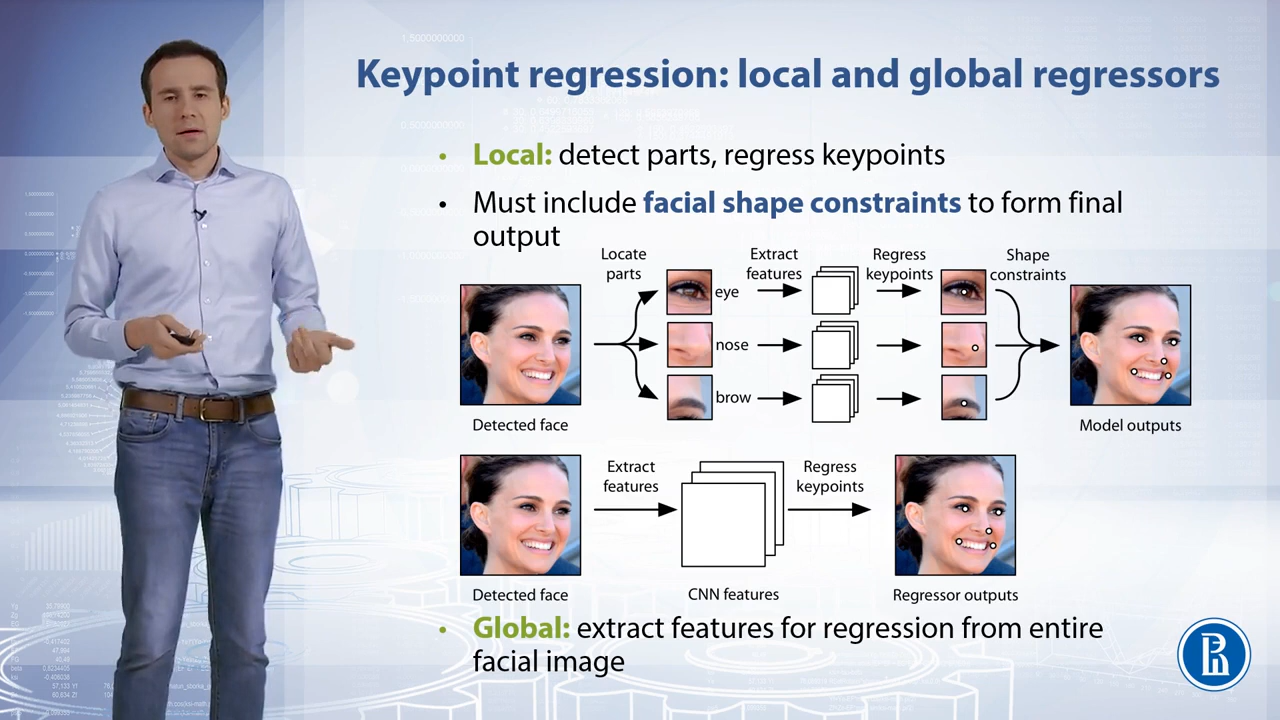 Keypoint regression: local and global regressors
• Local: detect parts, regress keypoints
• Must include facial shape constraints to form final
output
Locate
parts
Extract
features
Regress
keypoints
Shape
constraints
eye
nose
brow
Detected face
Model outputs
Extract
features
Regress
keypoints
Detected face
CNN features
Regressor outputs
• Global: extract features for regression from entire
facial image